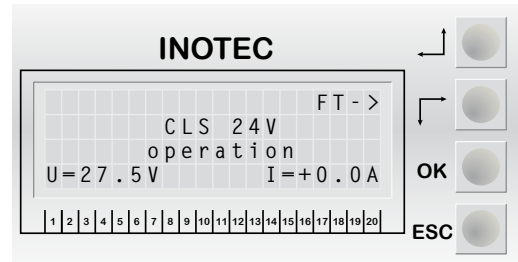 INOTEC
FT->
CLS 24V
operation
U=27.5V I=+0.0A
1 2 3 4 5 6 7 8 9 10 11 12 13 14 15 16 17 18 19 20
OK
ESC